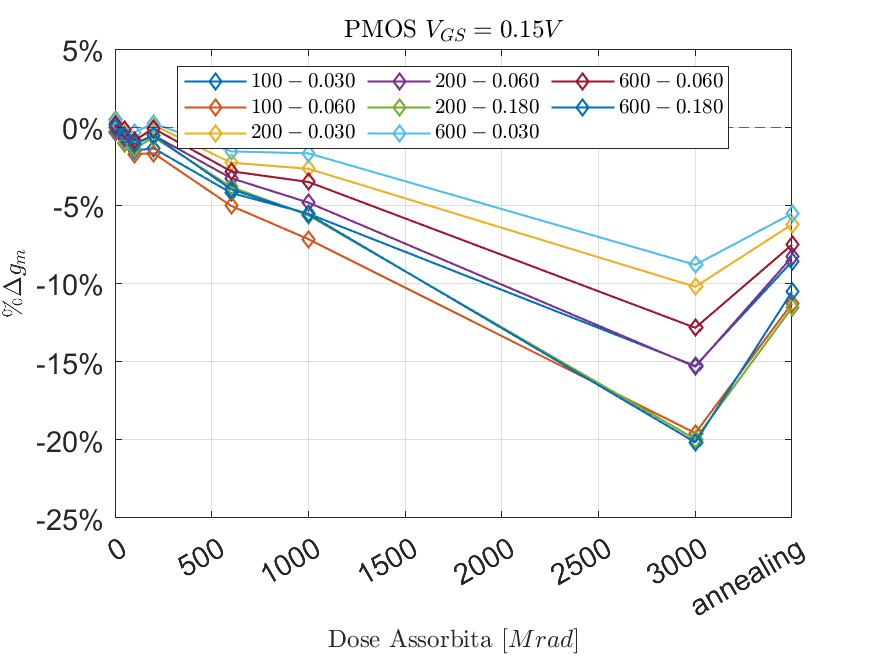 PMOS V_{GS} = 0.15V
5%
0%
-5%
-10%
-15%
-20%
-25%
%Δg_m
100 − 0.030 200 − 0.060 600 − 0.060
100 − 0.060 200 − 0.180 600 − 0.180
200 − 0.030 600 − 0.030
0 500 1000 1500 2000 2500 3000 annealing
Dose Assorbita [Mrad]